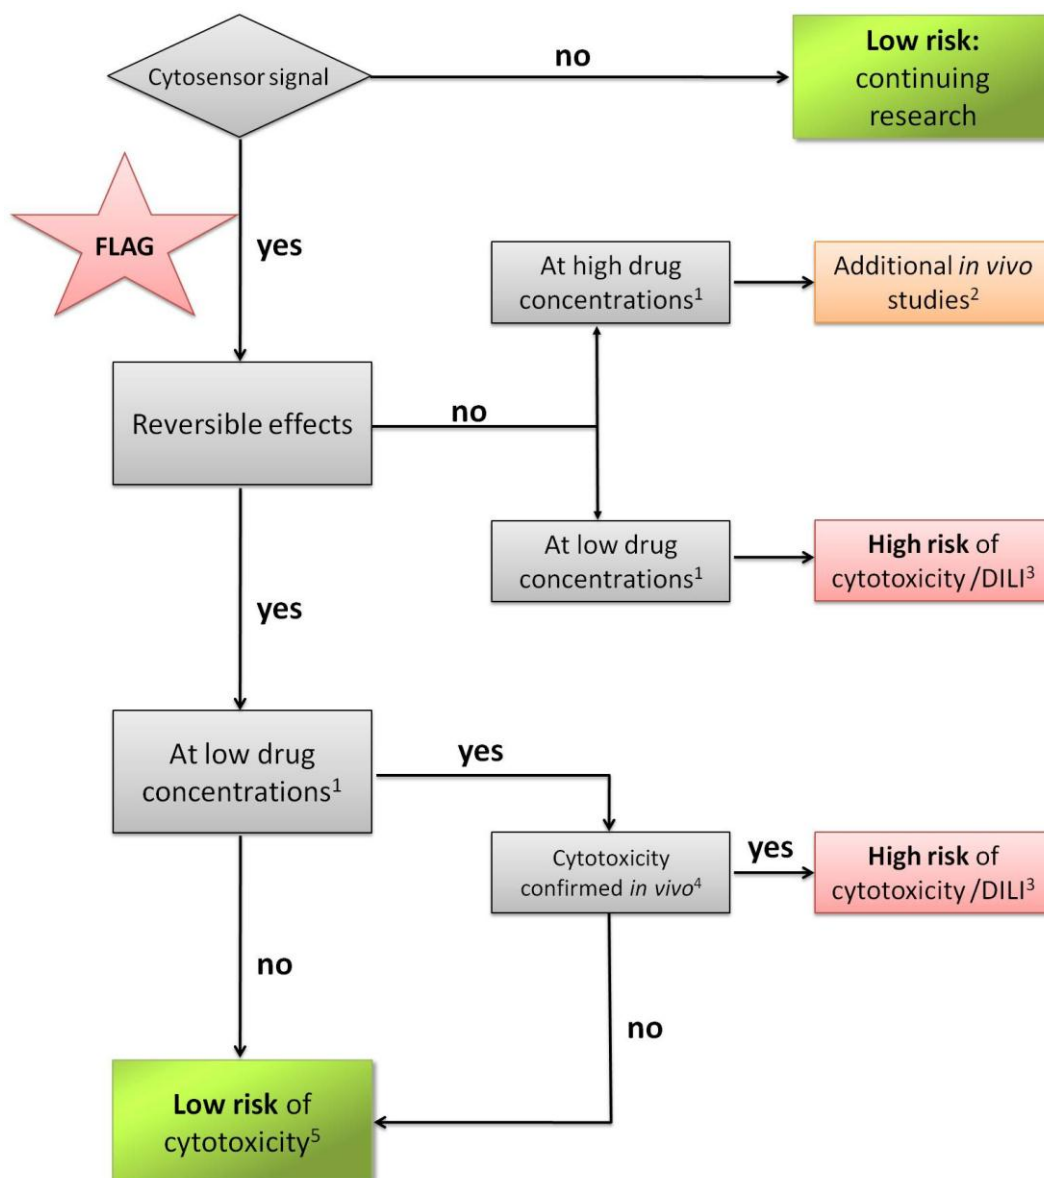 Cytosensor signal
no
Low risk:
continuing
research
FLAG
yes
At high drug
concentrations¹
Additional in vivo
studies²
Reversible effects
no
At low drug
concentrations¹
High risk of
cytotoxicity /DILI³
yes
At low drug
concentrations¹
yes
Cytotoxicity
confirmed in vivo⁴
yes
High risk of
cytotoxicity /DILI³
no
no
Low risk of
cytotoxicity⁵